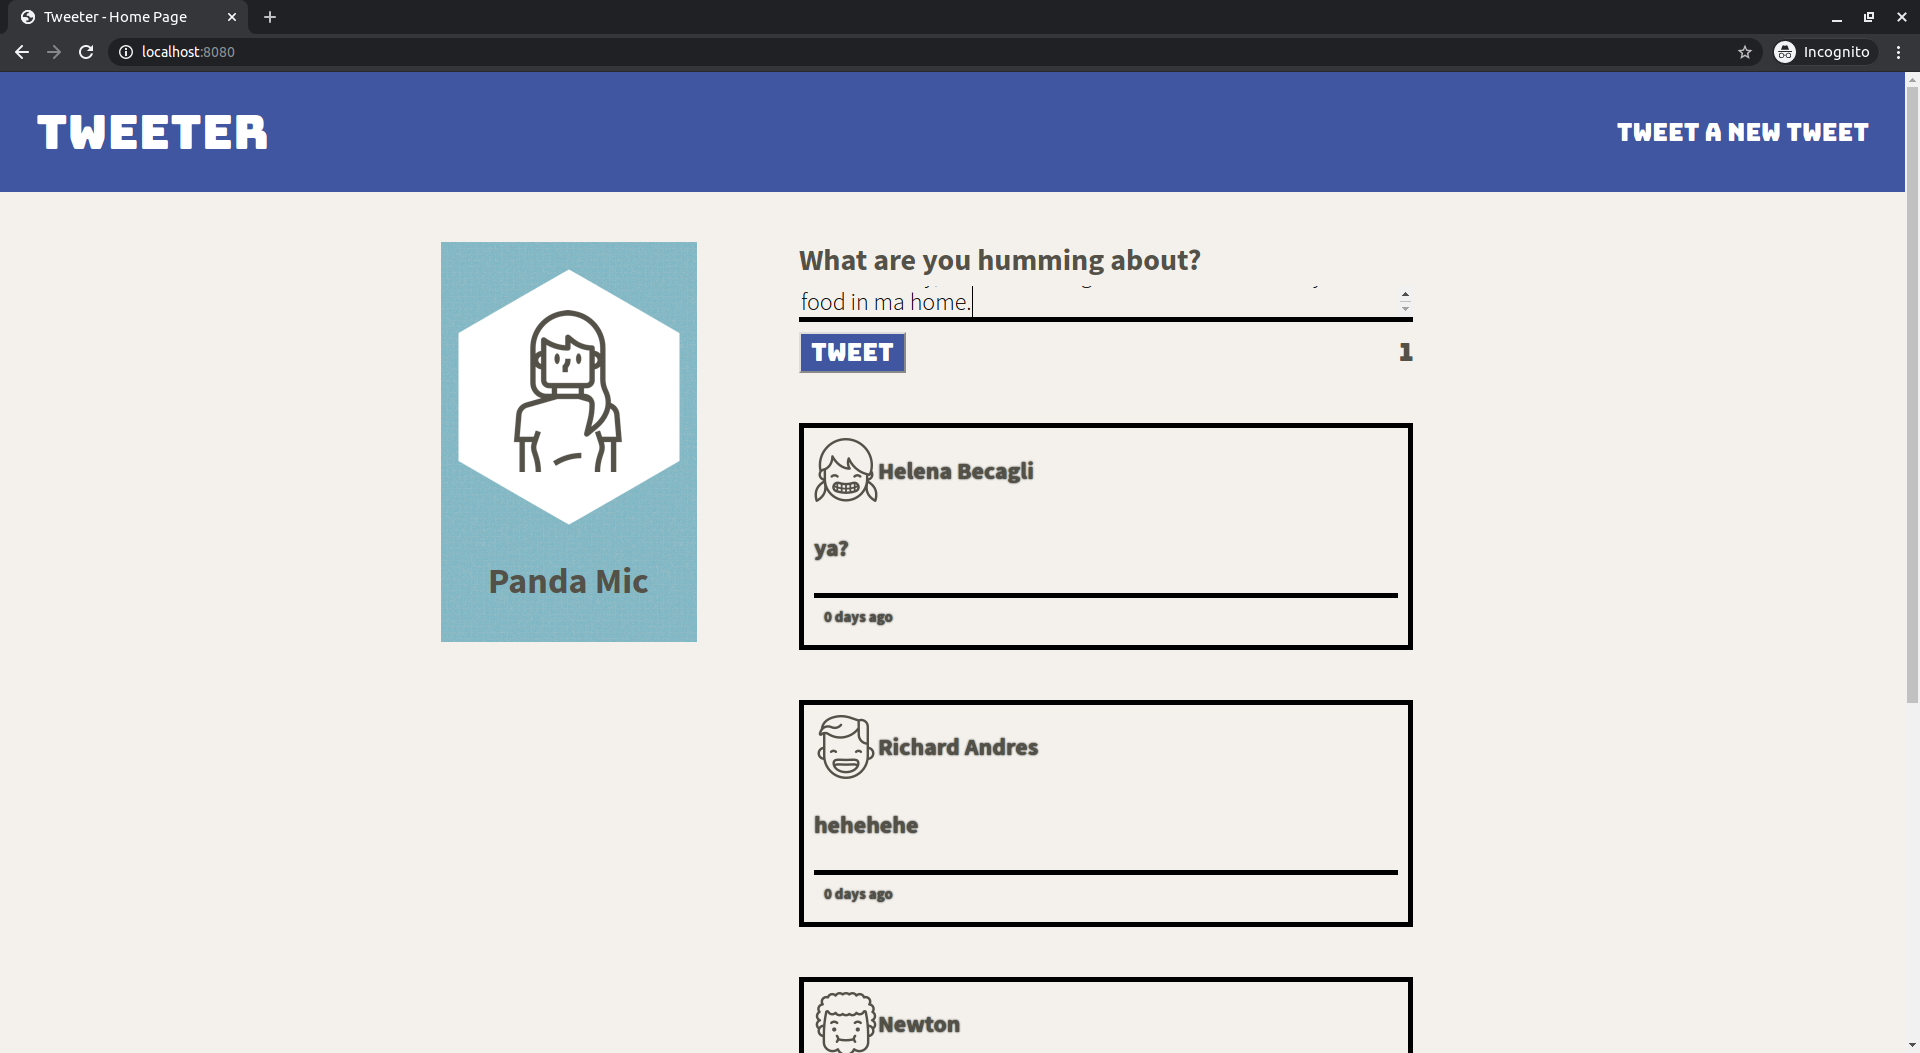 Tweeter - Home Page
localhost:8080
Incognito
TWEETER
TWEET A NEW TWEET
What are you humming about?
food in ma home.
TWEET
1
Panda Mic
Helena Becagli
ya?
0 days ago
Richard Andres
hehehehe
0 days ago
Newton